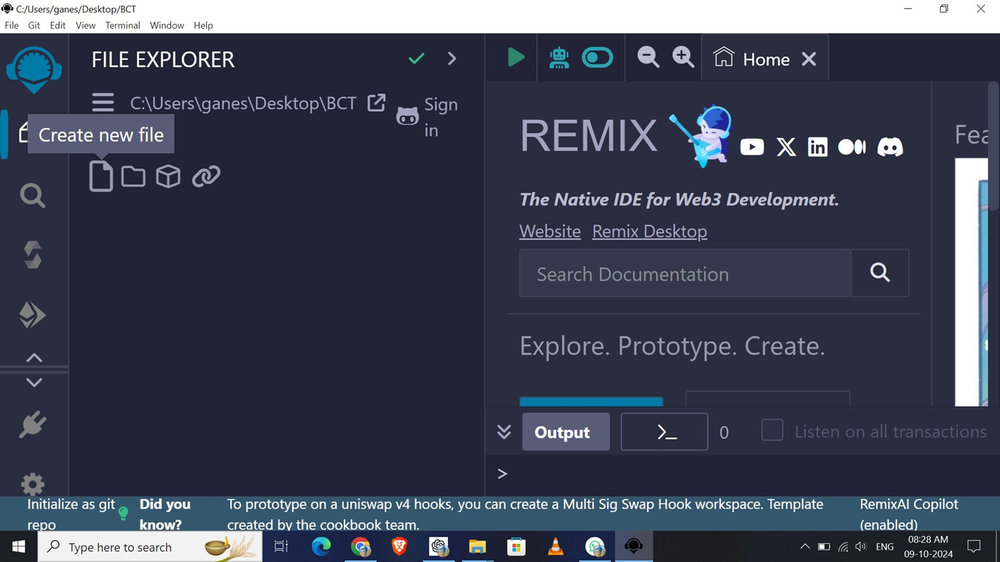 C:/Users/ganes/Desktop/BCT
File Git Edit View Terminal Window Help
FILE EXPLORER
C:\Users\ganes\Desktop\BCT
Sign
in
Create new file
Home
REMIX
The Native IDE for Web3 Development.
Website Remix Desktop
Search Documentation
Explore. Prototype. Create.
Fea
Output >_ 0 Listen on all transactions
>
Initialize as git
repo
Did you
know?
To prototype on a uniswap v4 hooks, you can create a Multi Sig Swap Hook workspace. Template
created by the cookbook team.
RemixAI Copilot
(enabled)
Type here to search
ENG
08:28 AM
09-10-2024